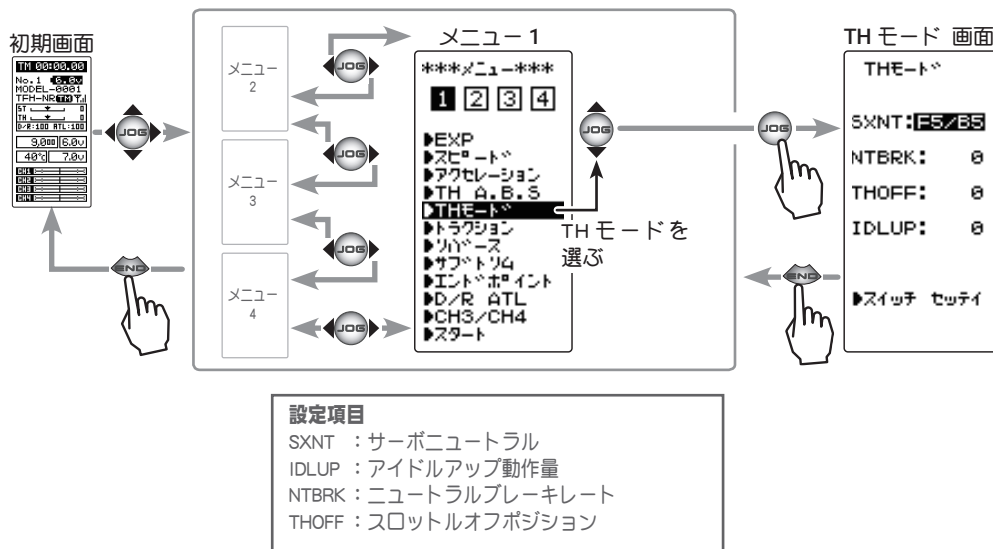 初期画面
TM 00:00.00
No.1 6.0v
MODEL-0001
TFH-NR TM
ST 0
TH 0
D/R:100 ATL:100
9,000 6.0v
40℃ 7.0v
CH1
CH2
CH3
CH4
JOG
END
メニュー
2
メニュー
3
メニュー
4
JOG
JOG
JOG
JOG
メニュー 1
***メニュー***
1 2 3 4
▶EXP
▶スピード
▶アクセレーション
▶TH A.B.S
▶THモード
▶トラクション
▶リバース
▶サブトリム
▶エンドポイント
▶D/R ATL
▶CH3/CH4
▶スタート
JOG
TH モードを
選ぶ
JOG
END
TH モード 画面
THモード
SXNT:F5/B5
NTBRK: 0
THOFF: 0
IDLUP: 0
▶スイッチ セッテイ
設定項目
SXNT :サーボニュートラル
IDLUP :アイドルアップ動作量
NTBRK:ニュートラルブレーキレート
THOFF :スロットルオフポジション